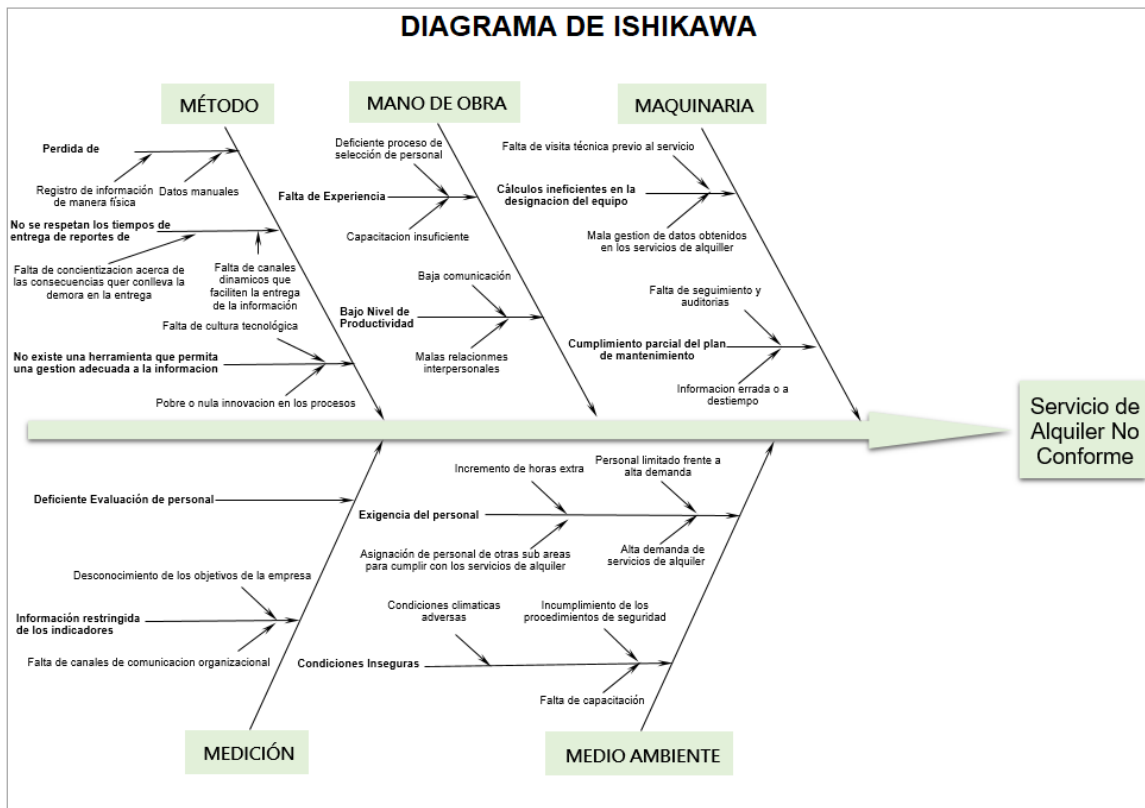 DIAGRAMA DE ISHIKAWA
MÉTODO
MANO DE OBRA
MAQUINARIA
Perdida de
Registro de información
de manera física
Datos manuales
No se respetan los tiempos de
entrega de reportes de
Falta de concientizacion acerca de
las consecuencias quer conlleva la
demora en la entrega
Falta de canales
dinamicos que
faciliten la entrega
de la información
Falta de cultura tecnológica
No existe una herramienta que permita
una gestion adecuada a la informacion
Pobre o nula innovacion en los procesos
Deficiente proceso de
selección de personal
Falta de Experiencia
Capacitacion insuficiente
Baja comunicación
Bajo Nivel de
Productividad
Malas relacionmes
interpersonales
Falta de visita técnica previo al servicio
Cálculos ineficientes en la
designacion del equipo
Mala gestion de datos obtenidos
en los servicios de alquiller
Falta de seguimiento y
auditorias
Cumplimiento parcial del plan
de mantenimiento
Informacion errada o a
destiempo
Servicio de
Alquiler No
Conforme
Deficiente Evaluación de personal
Desconocimiento de los objetivos de la empresa
Información restringida
de los indicadores
Falta de canales de comunicacion organizacional
Incremento de horas extra
Personal limitado frente a
alta demanda
Exigencia del personal
Asignación de personal de otras sub areas
para cumplir con los servicios de alquiler
Alta demanda de
servicios de alquiler
Condiciones climaticas
adversas
Incumplimiento de los
procedimientos de seguridad
Condiciones Inseguras
Falta de capacitación
MEDICIÓN
MEDIO AMBIENTE